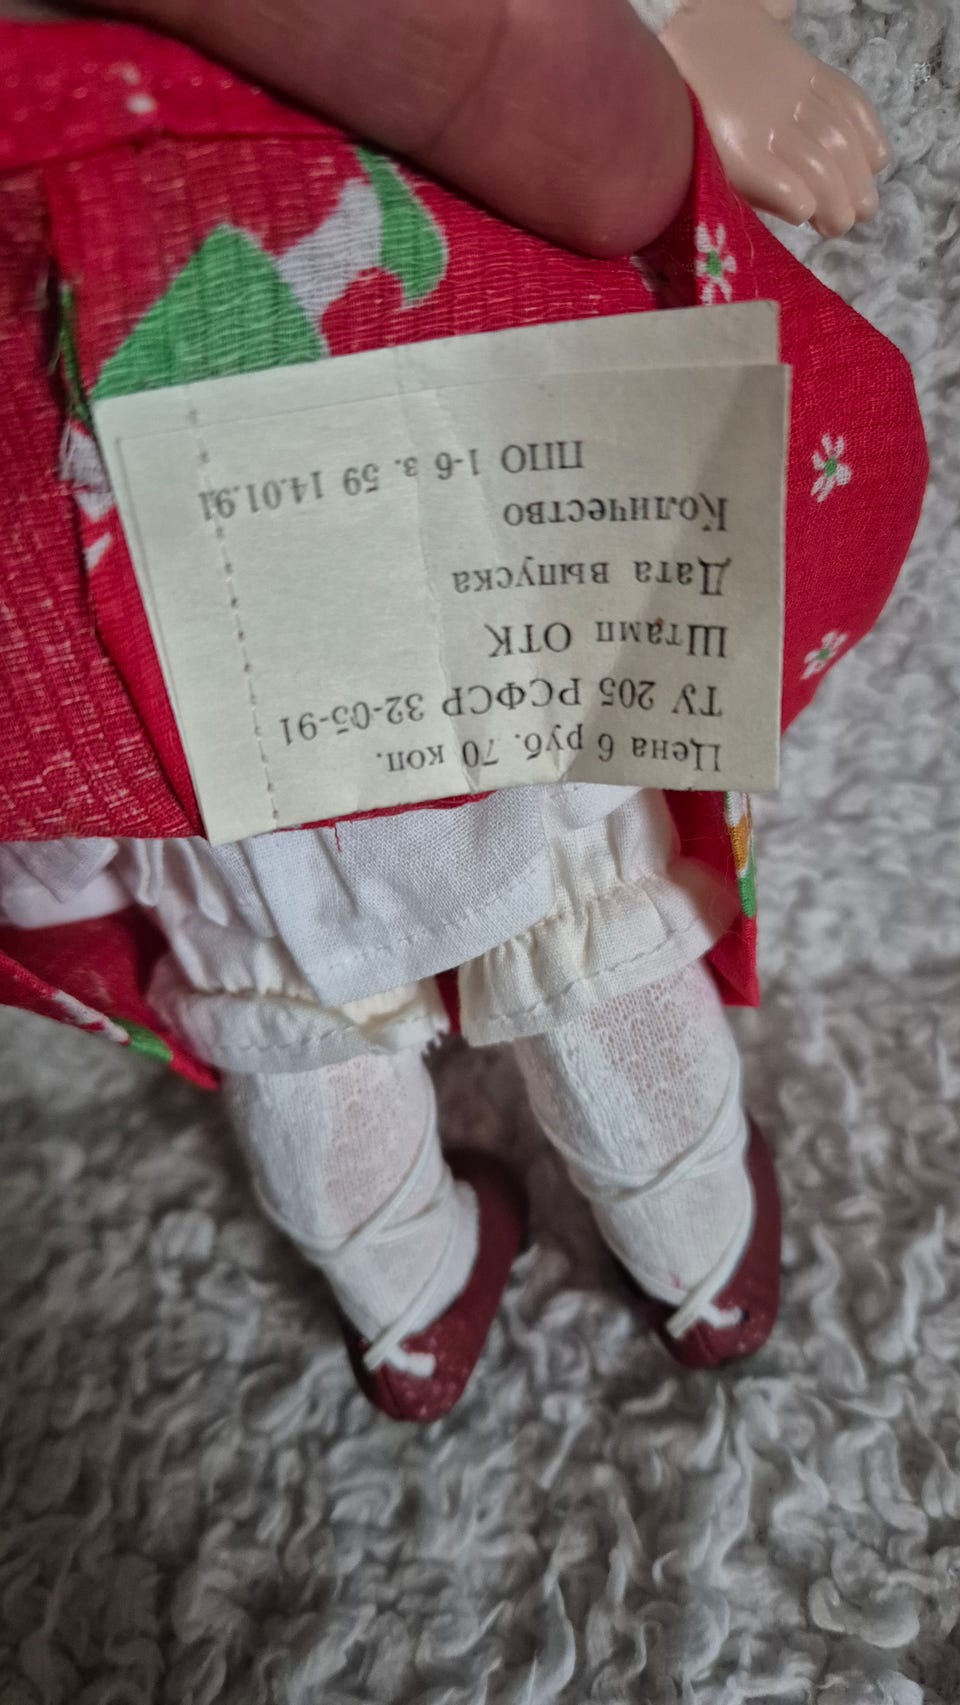 Цена 6 руб. 70 коп.
ТУ 205 РСФСР 32-05-91
Штамп ОТК
Дата выпуска
Количество
ППО 1-6 з. 59 14.01.91